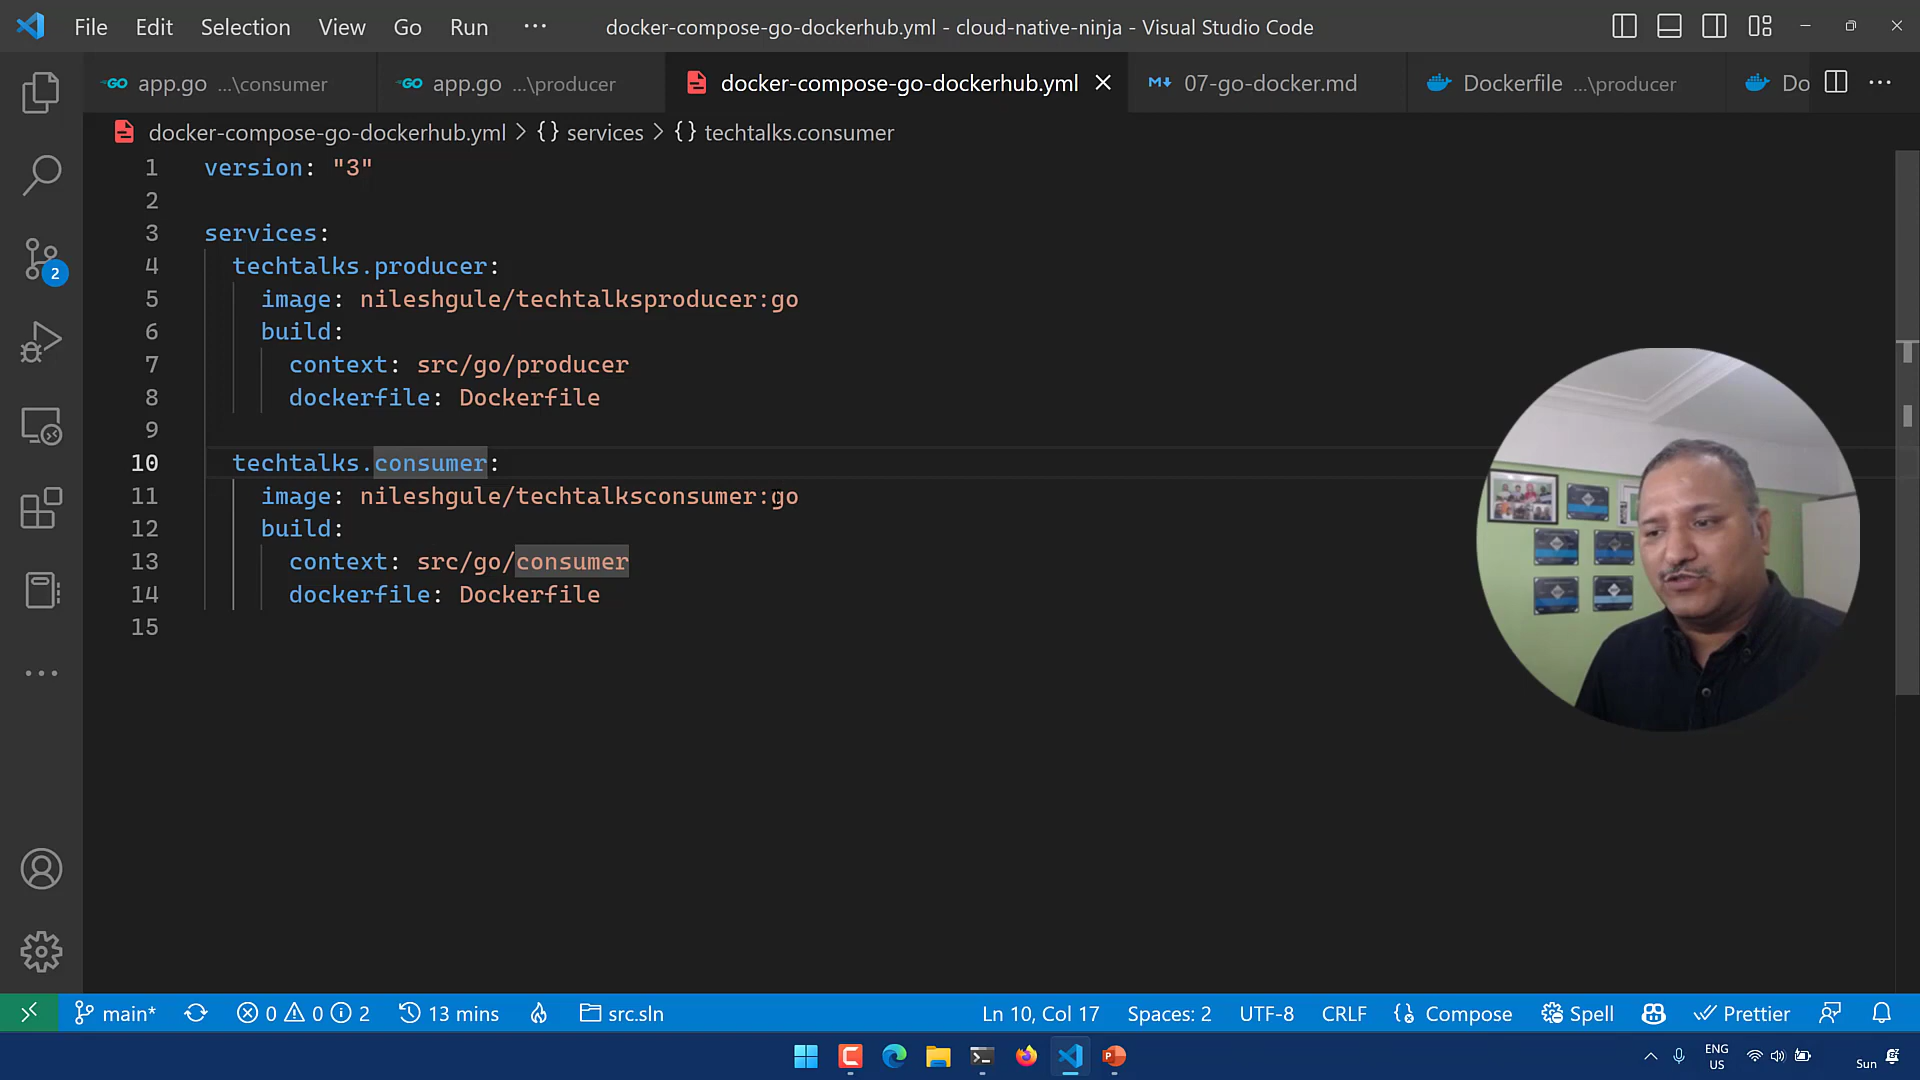 File Edit Selection View Go Run ··· docker-compose-go-dockerhub.yml - cloud-native-ninja - Visual Studio Code
app.go ...\consumer app.go ...\producer docker-compose-go-dockerhub.yml 07-go-docker.md Dockerfile ...\producer Do
docker-compose-go-dockerhub.yml > {} services > {} techtalks.consumer
1 version: "3"
2
3 services:
4 techtalks.producer:
5 image: nileshgule/techtalksproducer:go
6 build:
7 context: src/go/producer
8 dockerfile: Dockerfile
9
10 techtalks.consumer:
11 image: nileshgule/techtalksconsumer:go
12 build:
13 context: src/go/consumer
14 dockerfile: Dockerfile
15
2
main* 0 0 2 13 mins src.sln Ln 10, Col 17 Spaces: 2 UTF-8 CRLF {} Compose Spell Prettier
ENG
US
Sun